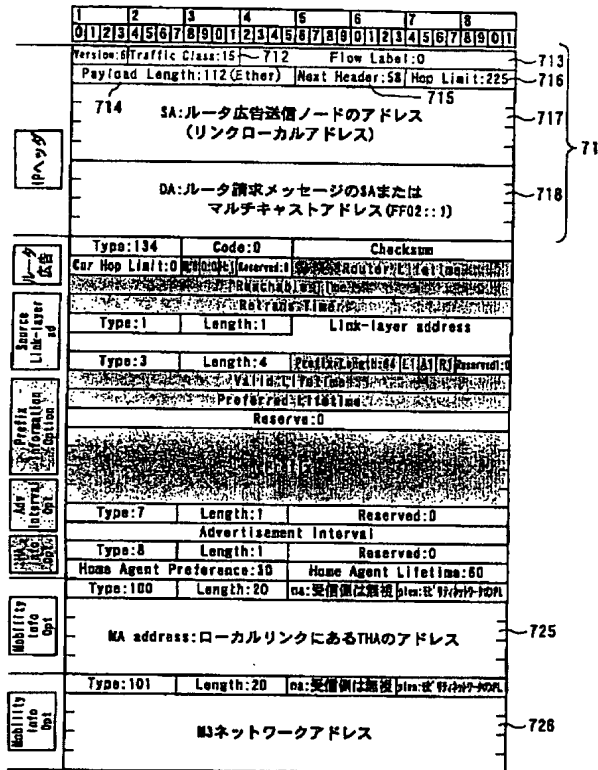 1 2 3 4 5 6 7 8
0 1 2 3 4 5 6 7 8 9 0 1 2 3 4 5 6 7 8 9 0 1 2 3 4 5 6 7 8 9 0 1
Version:6 Traffic Class:15 712 Flow Label:0 713
Payload Length:112(Ether) Next Header:58 Hop Limit:225 716
714 715
IPヘッダ
SA:ルータ広告送信ノードのアドレス
(リンクローカルアドレス)
717
71
DA:ルータ請求メッセージのSAまたは
マルチキャストアドレス(FF02::1)
718
ルータ広告
Type:134 Code:0 Checksum
Cur Hop Limit:0 Reserved:0 Router Lifetime
Reachable Time
Retrans Timer
Source Link-layer ad
Type:1 Length:1 Link-layer address
Prefix Information Option
Type:3 Length:4 Prefix Length:64 Reserved1:0
Valid Lifetime
Preferred Lifetime
Reserve:0
Adv Interval Opt
Type:7 Length:1 Reserved:0
Advertisement Interval
Type:8 Length:1 Reserved:0
Home Agent Preference:30 Home Agent Lifetime:60
Mobility Info Opt
Type:100 Length:20 ma:受信側は無視
MA address:ローカルリンクにあるTHAのアドレス
725
Mobility Info Opt
Type:101 Length:20 na:受信側は無視
M3ネットワークアドレス
726